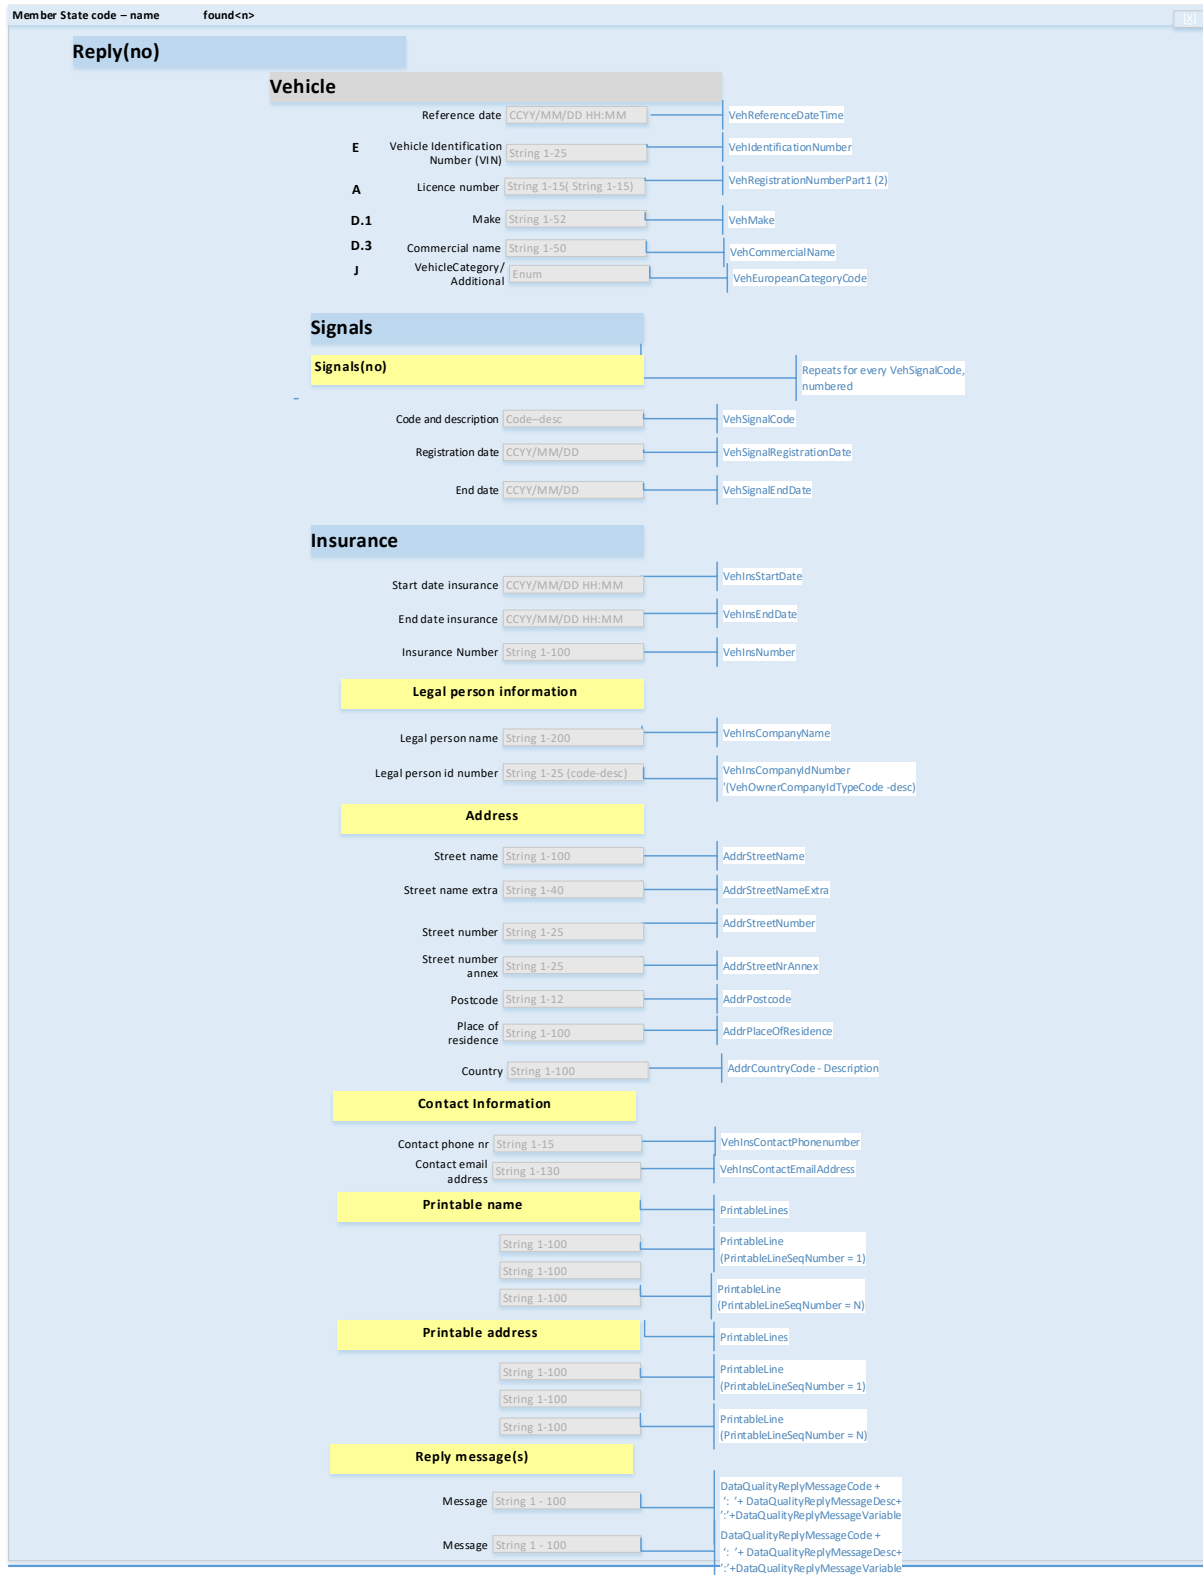 Member State code – name found<n>
[X]
Reply(no)
Vehicle
Reference date CCYY/MM/DD HH:MM VehReferenceDateTime
E Vehicle Identification Number (VIN) String 1-25 VehIdentificationNumber
A Licence number String 1-15( String 1-15) VehRegistrationNumberPart1 (2)
D.1 Make String 1-52 VehMake
D.3 Commercial name String 1-50 VehCommercialName
J VehicleCategory/ Additional Enum VehEuropeanCategoryCode
Signals
Signals(no)
Repeats for every VehSignalCode,
numbered
Code and description Code–desc VehSignalCode
Registration date CCYY/MM/DD VehSignalRegistrationDate
End date CCYY/MM/DD VehSignalEndDate
Insurance
Start date insurance CCYY/MM/DD HH:MM VehInsStartDate
End date insurance CCYY/MM/DD HH:MM VehInsEndDate
Insurance Number String 1-100 VehInsNumber
Legal person information
Legal person name String 1-200 VehInsCompanyName
Legal person id number String 1-25 (code-desc) VehInsCompanyIdNumber
'(VehOwnerCompanyIdTypeCode -desc)
Address
Street name String 1-100 AddrStreetName
Street name extra String 1-40 AddrStreetNameExtra
Street number String 1-25 AddrStreetNumber
Street number annex String 1-25 AddrStreetNrAnnex
Postcode String 1-12 AddrPostcode
Place of residence String 1-100 AddrPlaceOfResidence
Country String 1-100 AddrCountryCode - Description
Contact Information
Contact phone nr String 1-15 VehInsContactPhonenumber
Contact email address String 1-130 VehInsContactEmailAddress
Printable name PrintableLines
String 1-100 PrintableLine
(PrintableLineSeqNumber = 1)
String 1-100
String 1-100 PrintableLine
(PrintableLineSeqNumber = N)
Printable address PrintableLines
String 1-100 PrintableLine
(PrintableLineSeqNumber = 1)
String 1-100
String 1-100 PrintableLine
(PrintableLineSeqNumber = N)
Reply message(s)
Message String 1 - 100 DataQualityReplyMessageCode +
': '+ DataQualityReplyMessageDesc+
':'+DataQualityReplyMessageVariable
Message String 1 - 100 DataQualityReplyMessageCode +
': '+ DataQualityReplyMessageDesc+
':'+DataQualityReplyMessageVariable